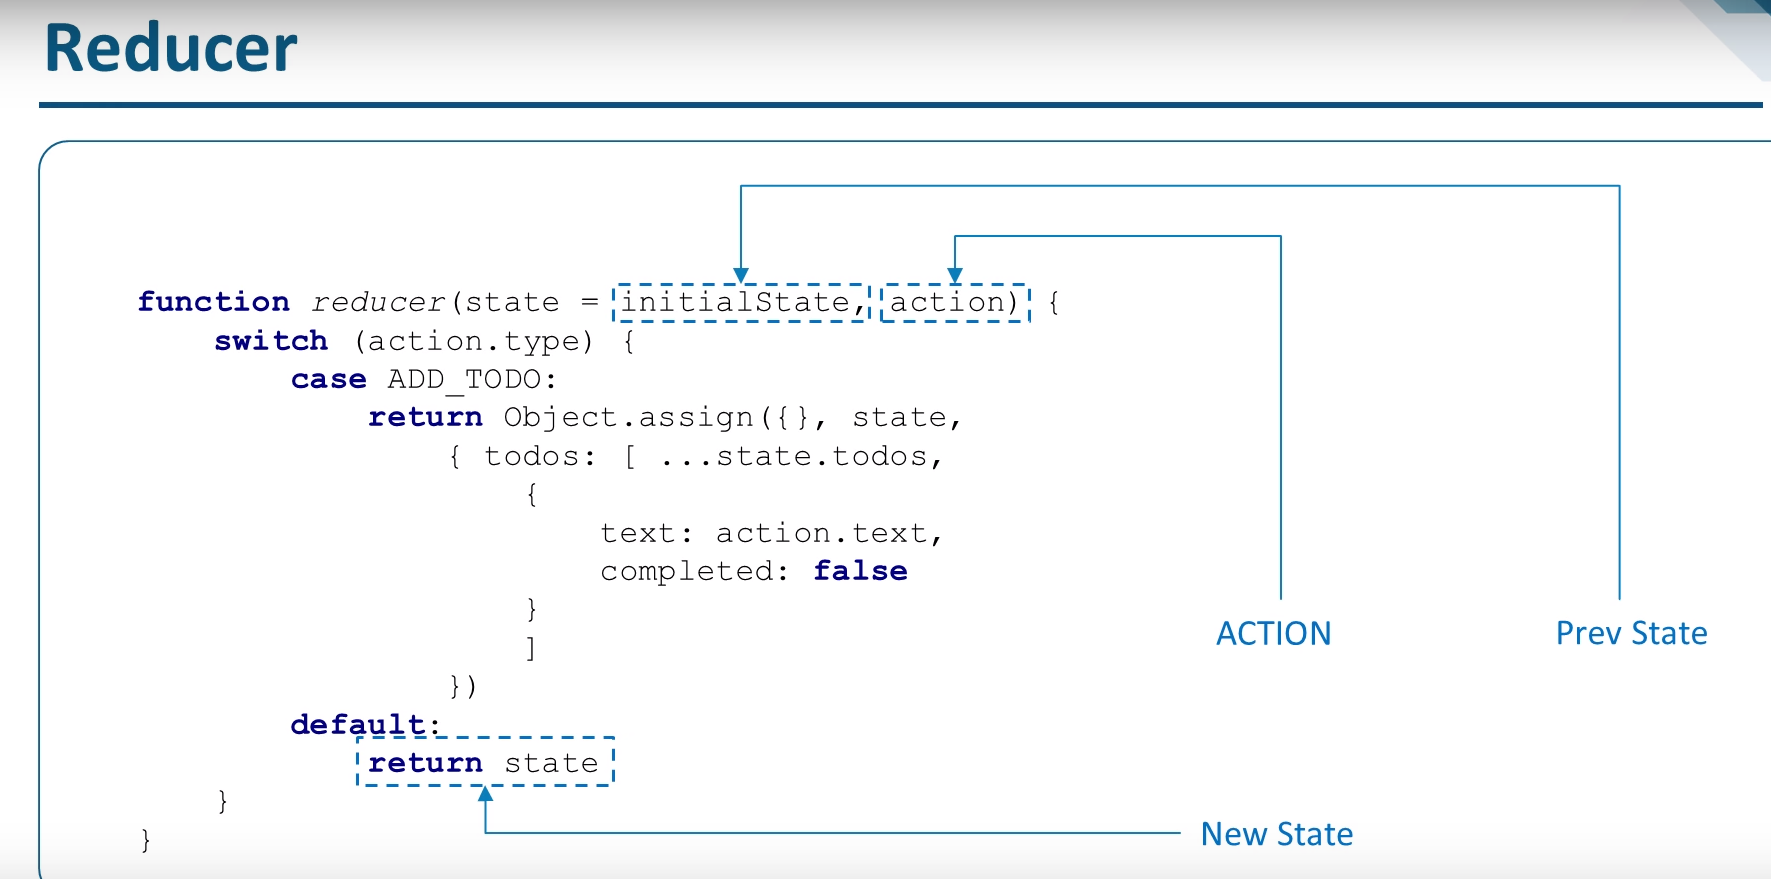 Reducer
function reducer(state = initialState, action) {
switch (action.type) {
case ADD_TODO:
return Object.assign({}, state,
{ todos: [ ...state.todos,
{
text: action.text,
completed: false
}
]
})
default:
return state
}
}
ACTION
Prev State
New State